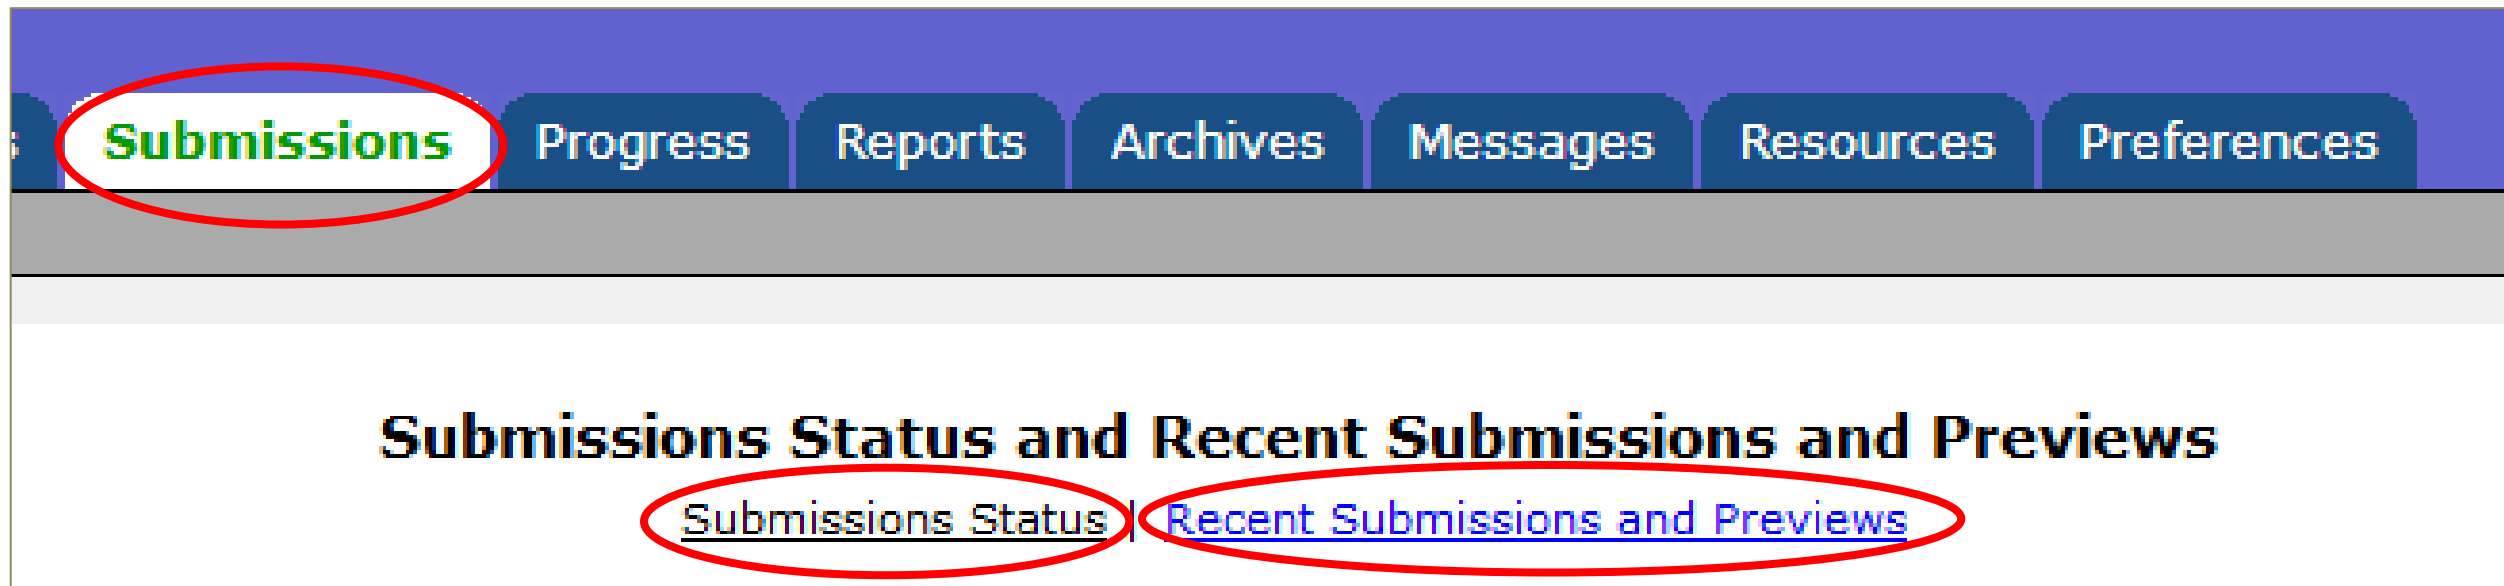 Submissions Progress Reports Archives Messages Resources Preferences
Submissions Status and Recent Submissions and Previews
Submissions Status | Recent Submissions and Previews